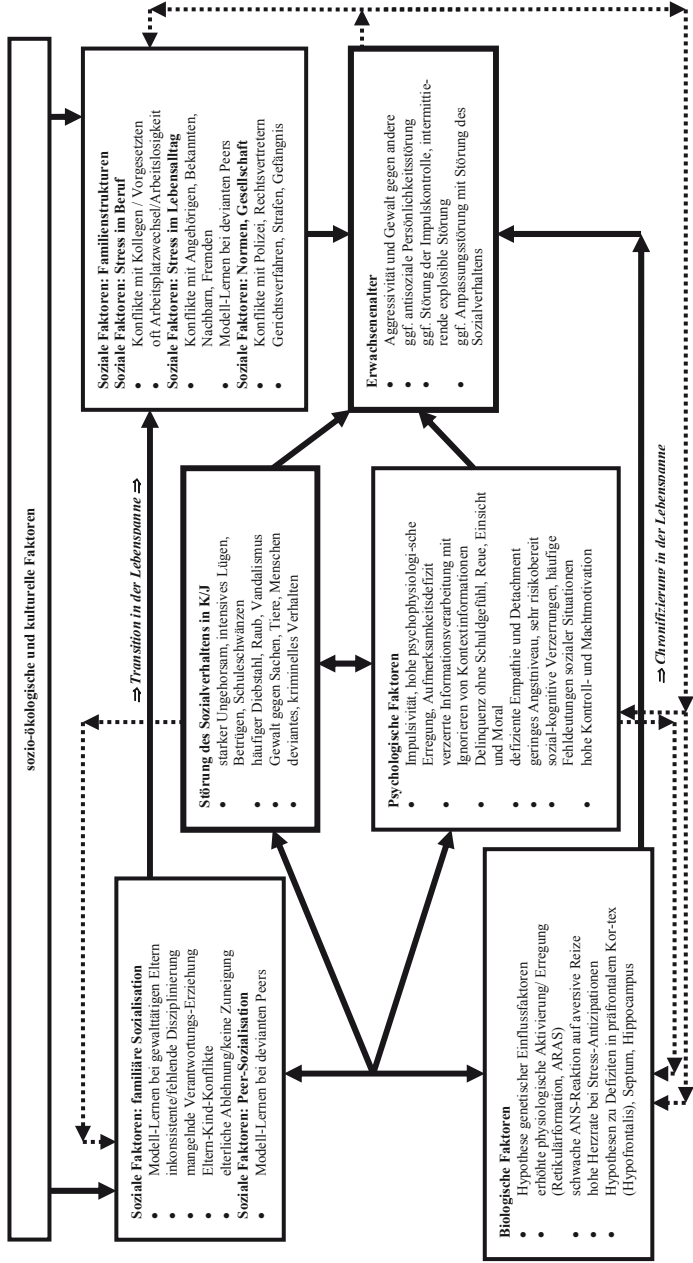 sozio-ökologische und kulturelle Faktoren
Soziale Faktoren: familiäre Sozialisation
• Modell-Lernen bei gewalttätigen Eltern
• inkonsistente/fehlende Disziplinierung
• mangelnde Verantwortungs-Erziehung
• Eltern-Kind-Konflikte
• elterliche Ablehnung/keine Zuneigung
Soziale Faktoren: Peer-Sozialisation
• Modell-Lernen bei devianten Peers
⇒ Transition in der Lebensspanne ⇒
Soziale Faktoren: Familienstrukturen
Soziale Faktoren: Stress im Beruf
• Konflikte mit Kollegen / Vorgesetzten
• oft Arbeitsplatzwechsel/Arbeitslosigkeit
Soziale Faktoren: Stress im Lebensalltag
• Konflikte mit Angehörigen, Bekannten,
Nachbarn, Fremden
• Modell-Lernen bei devianten Peers
Soziale Faktoren: Normen, Gesellschaft
• Konflikte mit Polizei, Rechtsvertretern
• Gerichtsverfahren, Strafen, Gefängnis
Störung des Sozialverhaltens in K/J
• starker Ungehorsam, intensives Lügen,
Betrügen, Schuleschwänzen
• häufiger Diebstahl, Raub, Vandalismus
• Gewalt gegen Sachen, Tiere, Menschen
• deviantes, kriminelles Verhalten
Erwachsenenalter
• Aggressivität und Gewalt gegen andere
• ggf. antisoziale Persönlichkeitsstörung
• ggf. Störung der Impulskontrolle, intermittie-
rende explosible Störung
• ggf. Anpassungsstörung mit Störung des
Sozialverhaltens
Psychologische Faktoren
• Impulsivität, hohe psychophysiologi-sche
Erregung, Aufmerksamkeitsdefizit
• verzerrte Informationsverarbeitung mit
Ignorieren von Kontextinformationen
• Delinquenz ohne Schuldgefühl, Reue, Einsicht
und Moral
• defiziente Empathie und Detachment
• geringes Angstniveau, sehr risikobereit
• sozial-kognitive Verzerrungen, häufige
Fehldeutungen sozialer Situationen
• hohe Kontroll- und Machtmotivation
Biologische Faktoren
• Hypothese genetischer Einflussfaktoren
• erhöhte physiologische Aktivierung/ Erregung
(Retikulärformation, ARAS)
• schwache ANS-Reaktion auf aversive Reize
• hohe Herzrate bei Stress-Antizipationen
• Hypothesen zu Defiziten in präfrontalem Kor-tex
(Hypofrontalis), Septum, Hippocampus
⇒ Chronifizierung in der Lebensspanne